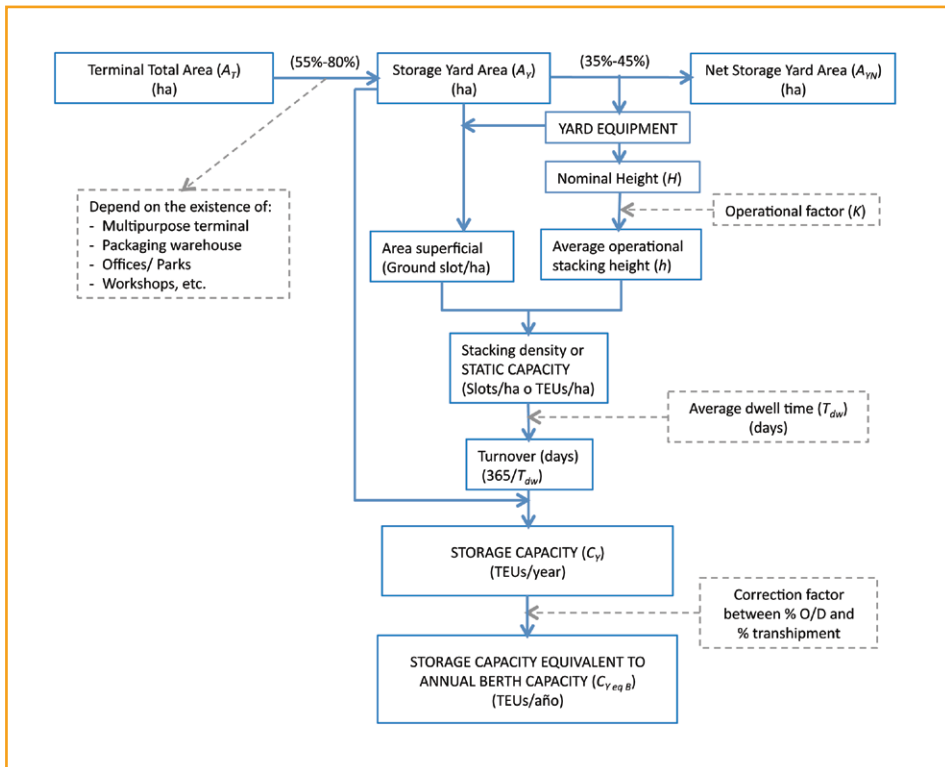 Terminal Total Area (A_T)
(ha)
(55%-80%)
Storage Yard Area (A_Y)
(ha)
(35%-45%)
Net Storage Yard Area (A_YN)
(ha)
YARD EQUIPMENT
Nominal Height (H)
Operational factor (K)
Depend on the existence of:
- Multipurpose terminal
- Packaging warehouse
- Offices/ Parks
- Workshops, etc.
Area superficial
(Ground slot/ha)
Average operational
stacking height (h)
Stacking density or
STATIC CAPACITY
(Slots/ha o TEUs/ha)
Average dwell time (T_dw)
(days)
Turnover (days)
(365/T_dw)
STORAGE CAPACITY (C_Y)
(TEUs/year)
Correction factor
between % O/D and
% transhipment
STORAGE CAPACITY EQUIVALENT TO
ANNUAL BERTH CAPACITY (C_Y eq B)
(TEUs/año)